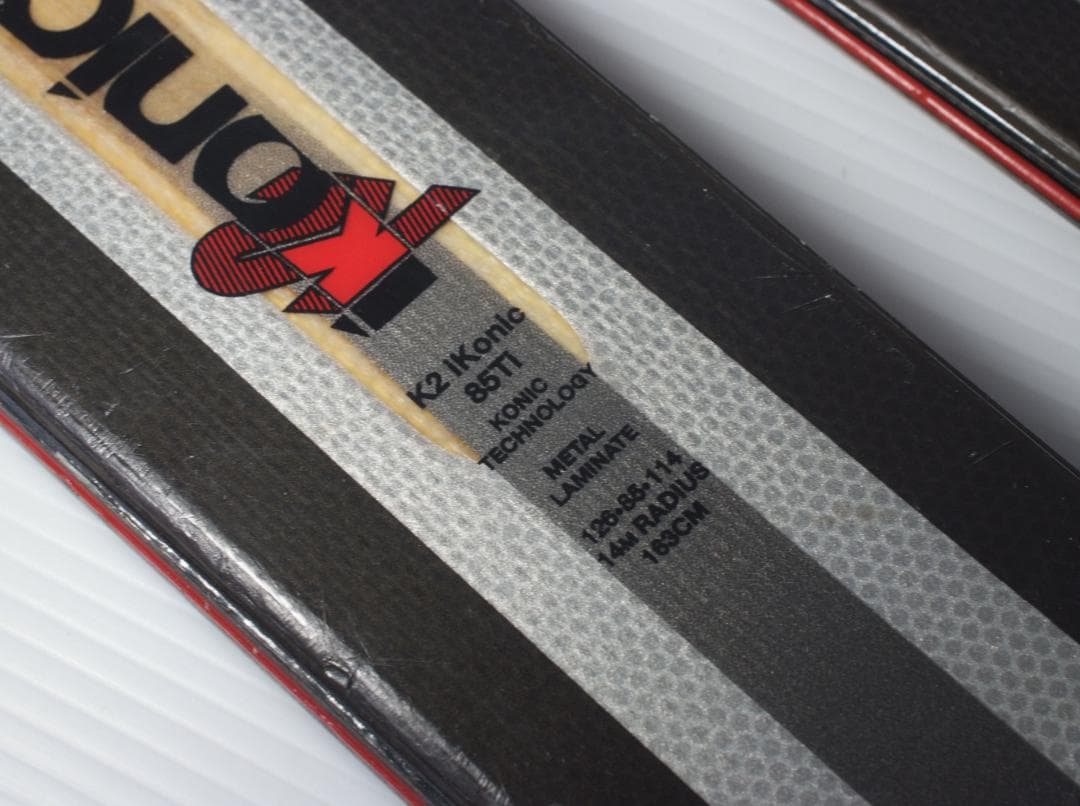 K2 iKonic
85Ti
KONIC
TECHNOLOGY
METAL
LAMINATE
126•85•114
14M RADIUS
163CM